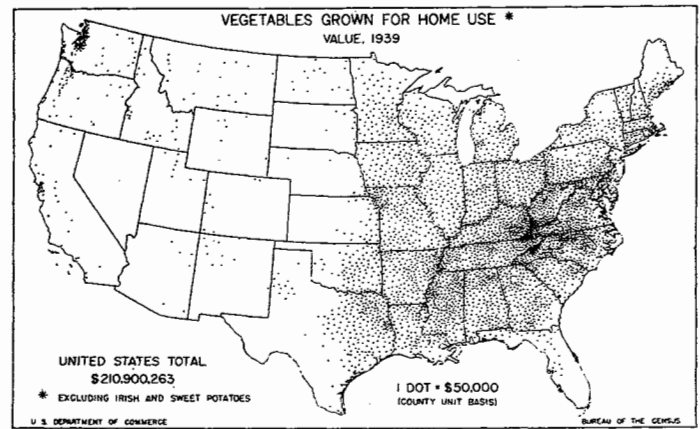 VEGETABLES GROWN FOR HOME USE *
VALUE, 1939
UNITED STATES TOTAL
$210,900,263
* EXCLUDING IRISH AND SWEET POTATOES
1 DOT = $50,000
(COUNTY UNIT BASIS)
U S DEPARTMENT OF COMMERCE
BUREAU OF THE CENSUS